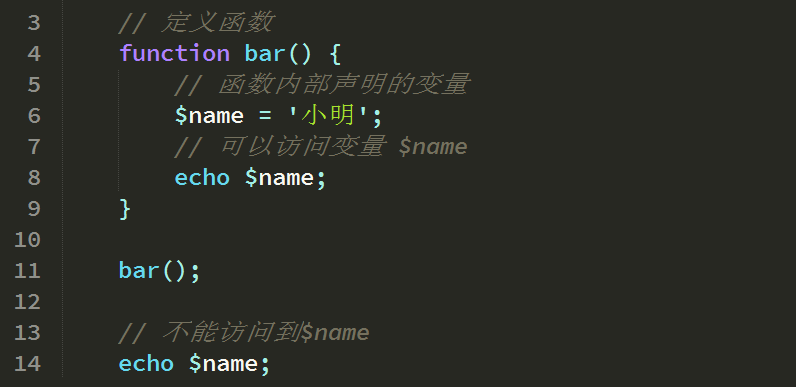 3 // 定义函数
4 function bar() {
5 // 函数内部声明的变量
6 $name = '小明';
7 // 可以访问变量 $name
8 echo $name;
9 }
10
11 bar();
12
13 // 不能访问到$name
14 echo $name;